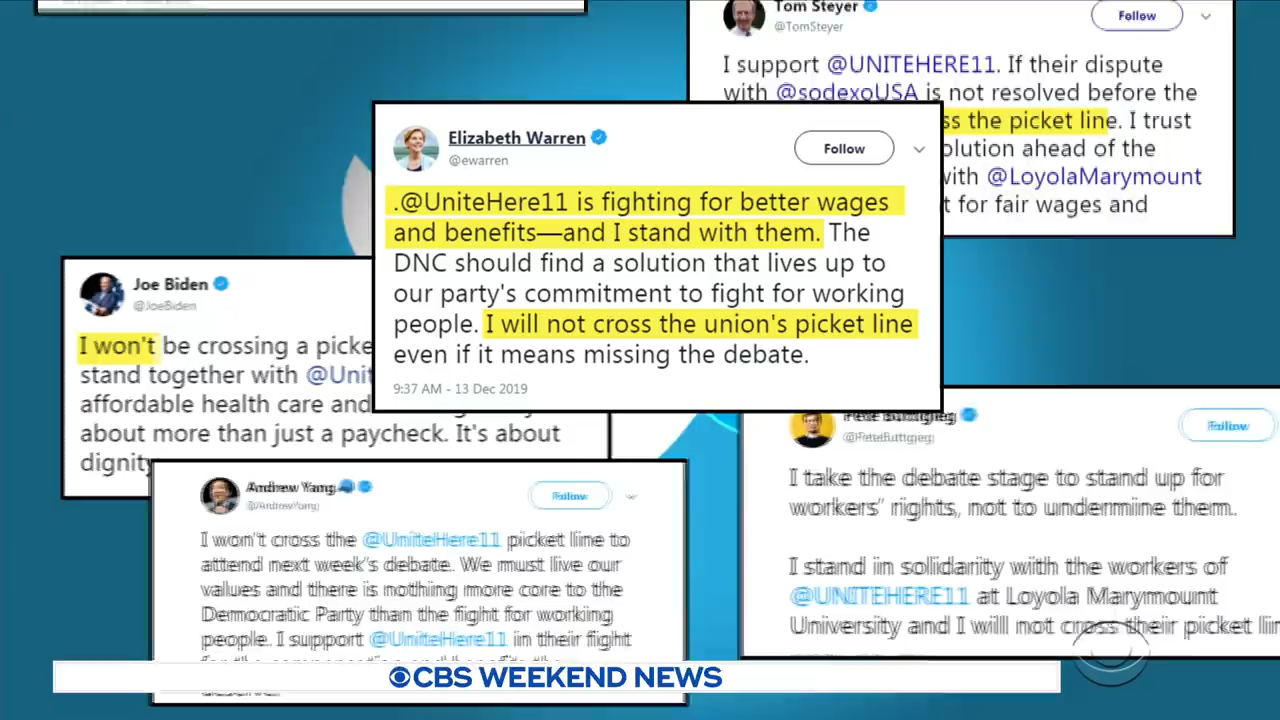 Tom Steyer
@TomSteyer
Follow
I support @UNITEHERE11. If their dispute
with @sodexoUSA is not resolved before the
ss the picket line. I trust
olution ahead of the
with @LoyolaMarymount
t for fair wages and
Elizabeth Warren
@ewarren
Follow
.@UniteHere11 is fighting for better wages
and benefits—and I stand with them. The
DNC should find a solution that lives up to
our party's commitment to fight for working
people. I will not cross the union's picket line
even if it means missing the debate.
9:37 AM - 13 Dec 2019
Joe Biden
@JoeBiden
I won't be crossing a picke
stand together with @Unit
affordable health care and
about more than just a paycheck. It's about
dignity
Pete Buttigieg
@PeteButtigieg
Follow
I take the debate stage to stand up for
workers' rights, not to undermine them.
I stand in solidarity with the workers of
@UNITEHERE11 at Loyola Marymount
University and I will not cross their picket lin
Andrew Yang
@AndrewYang
Follow
I won't cross the @UniteHere11 picket line to
attend next week's debate. We must live our
values and there is nothing more core to the
Democratic Party than the fight for working
people. I support @UniteHere11 in their fight
CBS WEEKEND NEWS